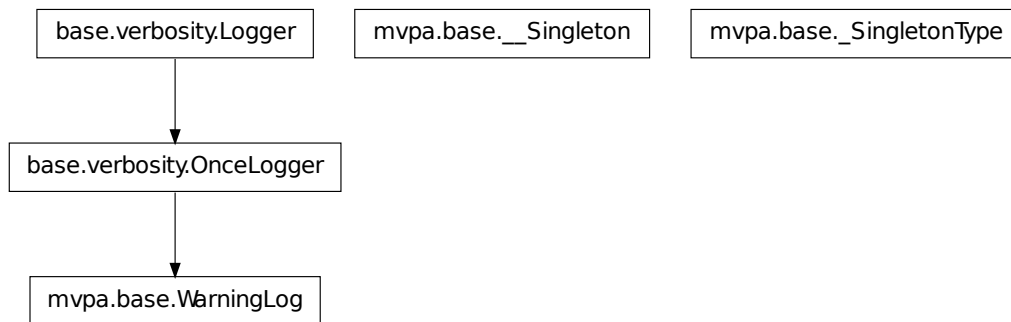 base.verbosity.Logger
mvpa.base.__Singleton
mvpa.base._SingletonType
base.verbosity.OnceLogger
mvpa.base.WarningLog